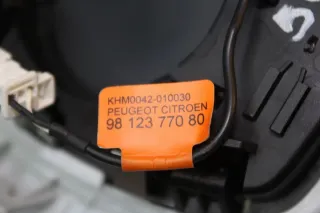 KHM0042-010030
PEUGEOT CITROEN
98 123 770 80